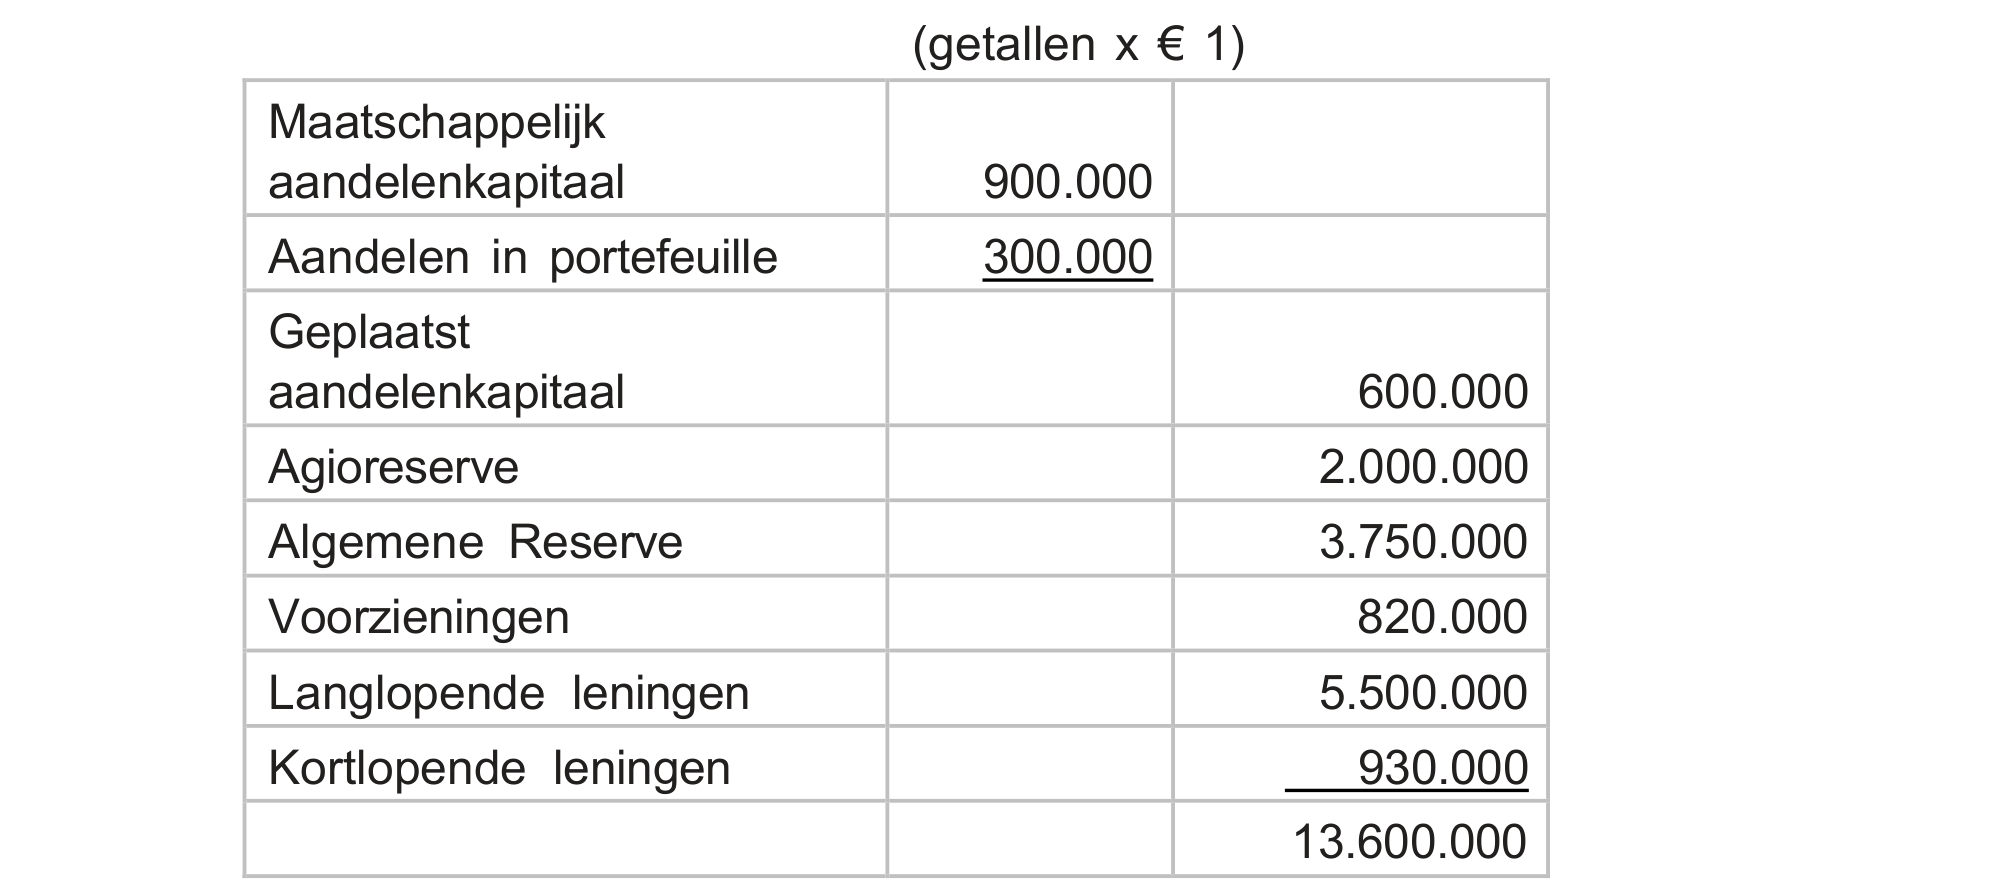 (getallen x € 1)
Maatschappelijk
aandelenkapitaal 900.000
Aandelen in portefeuille 300.000
Geplaatst
aandelenkapitaal 600.000
Agioreserve 2.000.000
Algemene Reserve 3.750.000
Voorzieningen 820.000
Langlopende leningen 5.500.000
Kortlopende leningen 930.000
13.600.000